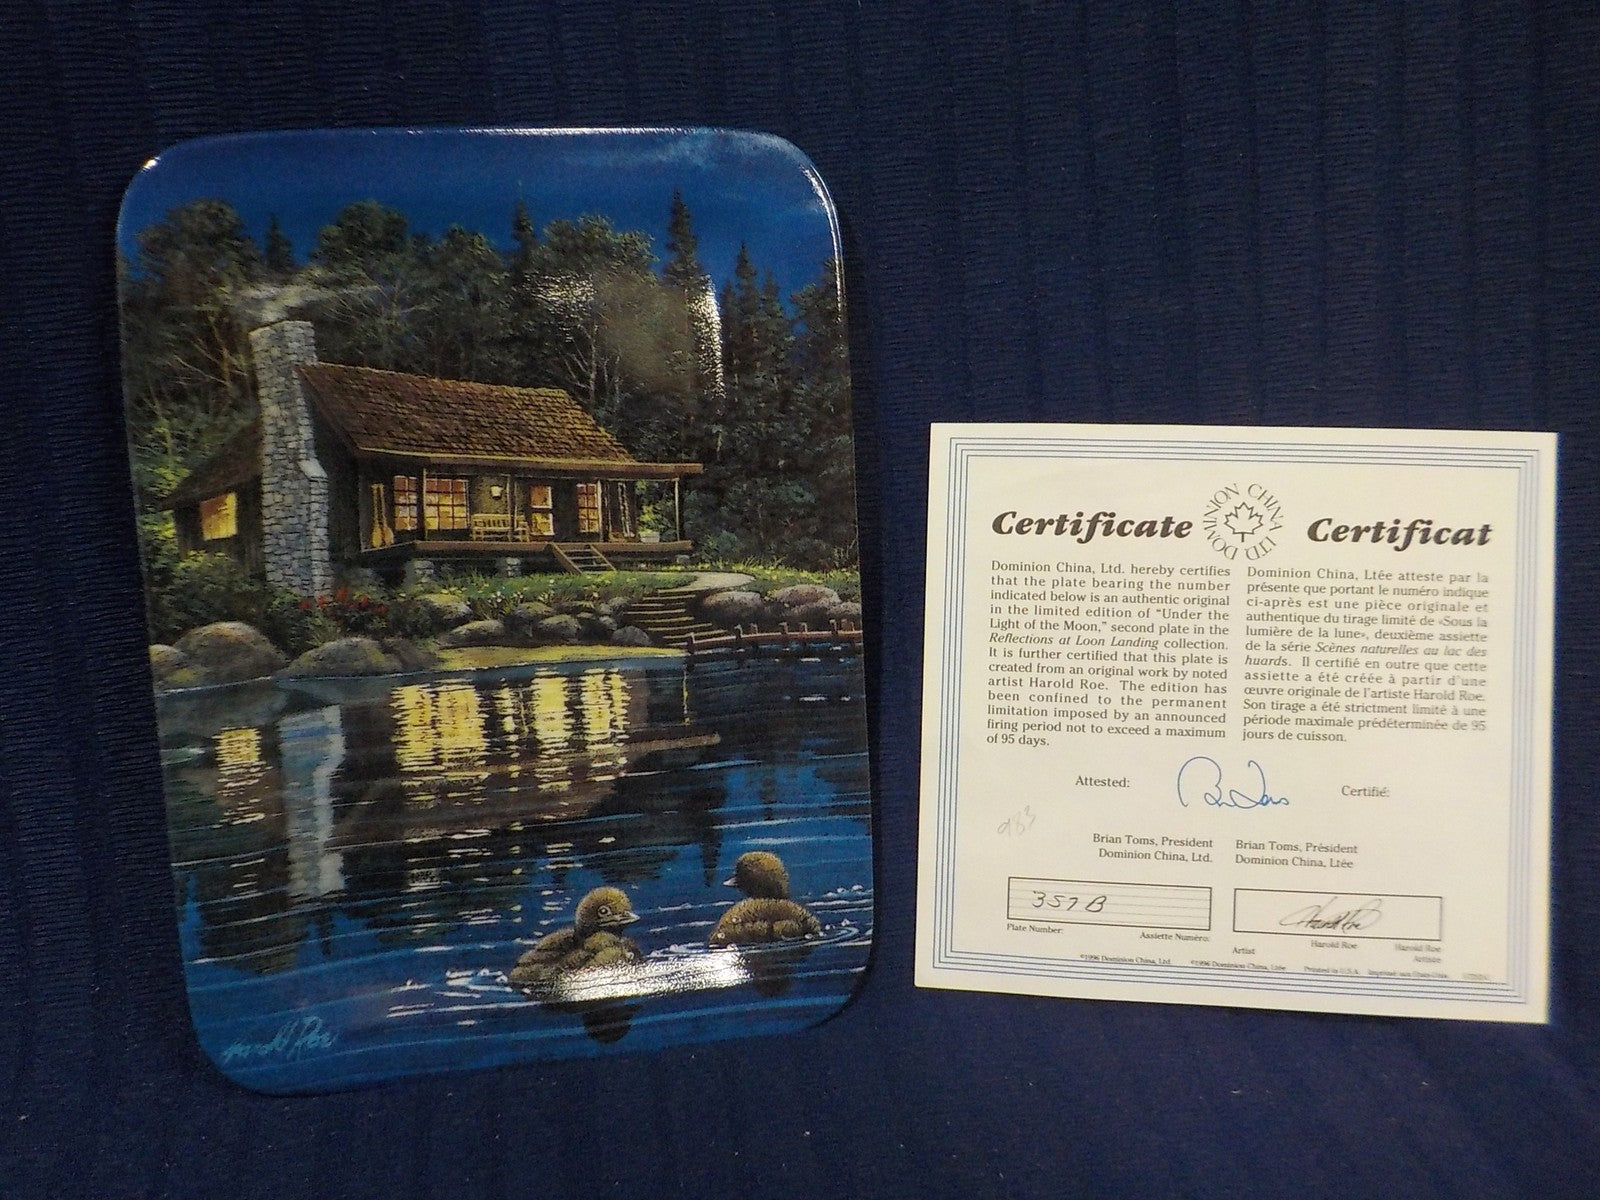 Certificate
DOMINION CHINA LTD.
Certificat
Dominion China, Ltd. hereby certifies
that the plate bearing the number
indicated below is an authentic original
in the limited edition of "Under the
Light of the Moon," second plate in the
Reflections at Loon Landing collection.
It is further certified that this plate is
created from an original work by noted
artist Harold Roe. The edition has
been confined to the permanent
limitation imposed by an announced
firing period not to exceed a maximum
of 95 days.
Dominion China, Ltée atteste par la
présente que portant le numéro indique
ci-après est une pièce originale et
authentique du tirage limité de «Sous la
lumière de la lune», deuxième assiette
de la série Scènes naturelles au lac des
huards. Il certifié en outre que cette
assiette a été créée à partir d'une
œuvre originale de l'artiste Harold Roe.
Son tirage a été strictment limité à une
période maximale prédéterminée de 95
jours de cuisson.
Attested:
Certifié:
Brian Toms, President
Dominion China, Ltd.
Brian Toms, Président
Dominion China, Ltée
357B
Harold Roe
Plate Number:
Assiette Numéro:
Artist
Harold Roe
Harold Roe
Artiste
©1996 Dominion China, Ltd.
©1996 Dominion China, Ltée
Printed in U.S.A.
Imprimé aux États-Unis
Harold Roe